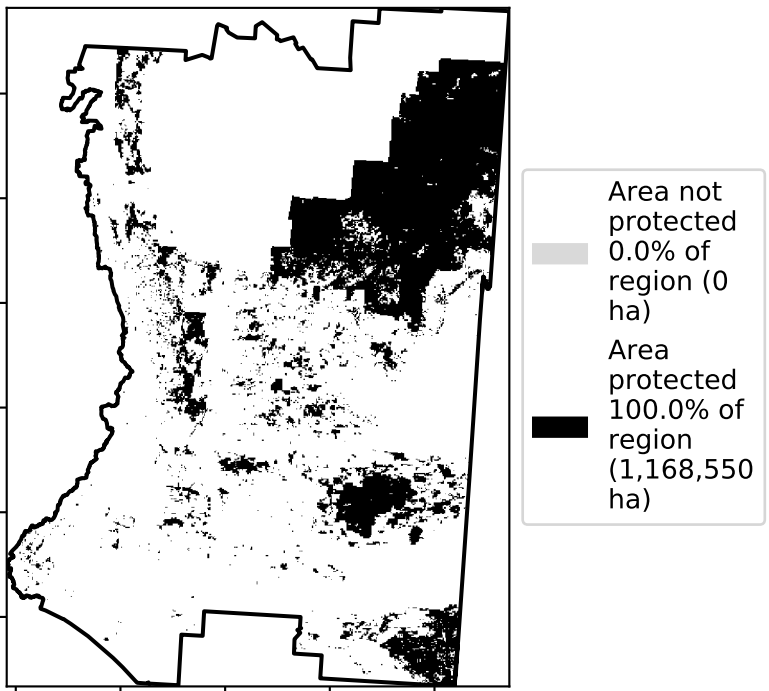 Area not
protected
0.0% of
region (0
ha)
Area
protected
100.0% of
region
(1,168,550
ha)